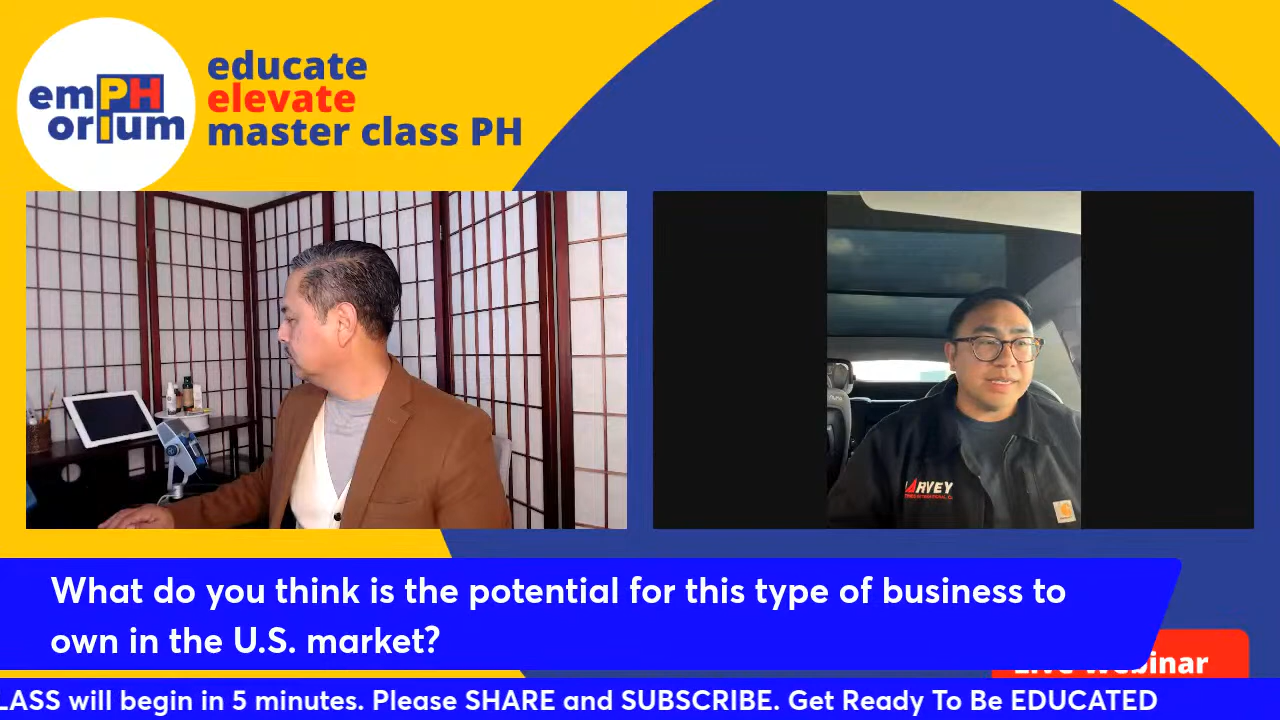 emPH
orium
educate
elevate
master class PH
RVEY
What do you think is the potential for this type of business to
own in the U.S. market?
Webinar
LASS will begin in 5 minutes. Please SHARE and SUBSCRIBE. Get Ready To Be EDUCATED